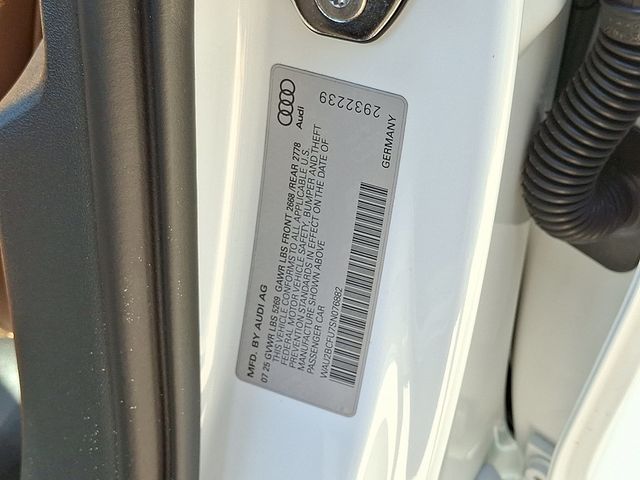 2932239
Audi
GERMANY
MFD. BY AUDI AG
07 25 GVWR LBS 5269 GAWR LBS FRONT 2668 /REAR 2778
THIS VEHICLE CONFORMS TO ALL APPLICABLE U.S.
FEDERAL MOTOR VEHICLE SAFETY, BUMPER AND THEFT
PREVENTION STANDARDS IN EFFECT ON THE DATE OF
MANUFACTURE SHOWN ABOVE
PASSENGER CAR
WAU2BCFU7SN076882